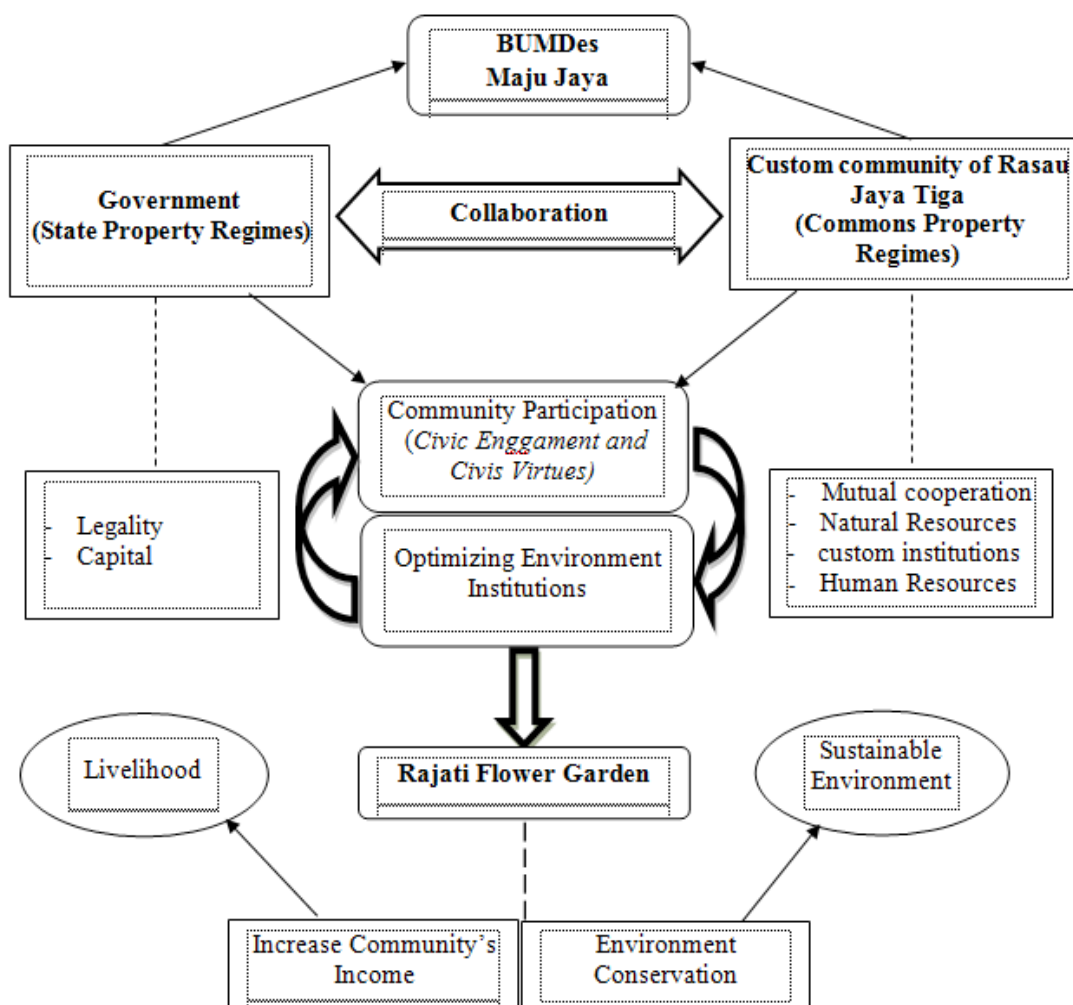 BUMDes
Maju Jaya
Government
(State Property Regimes)
Collaboration
Custom community of Rasau
Jaya Tiga
(Commons Property
Regimes)
Community Participation
(Civic Enggament and
Civis Virtues)
- Legality
- Capital
Optimizing Environment
Institutions
- Mutual cooperation
- Natural Resources
- custom institutions
- Human Resources
Livelihood
Rajati Flower Garden
Sustainable
Environment
Increase Community’s
Income
Environment
Conservation